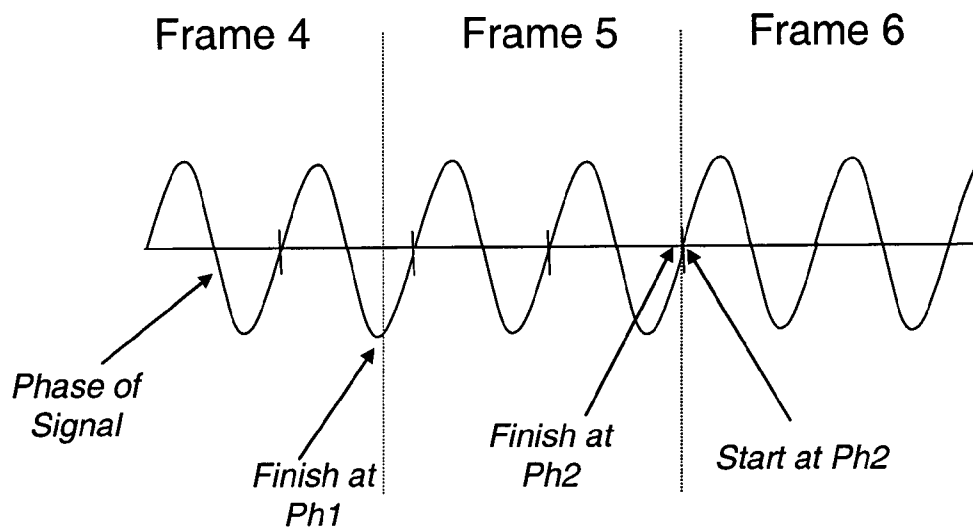 Frame 4
Frame 5
Frame 6
Phase of
Signal
Finish at
Ph1
Finish at
Ph2
Start at Ph2